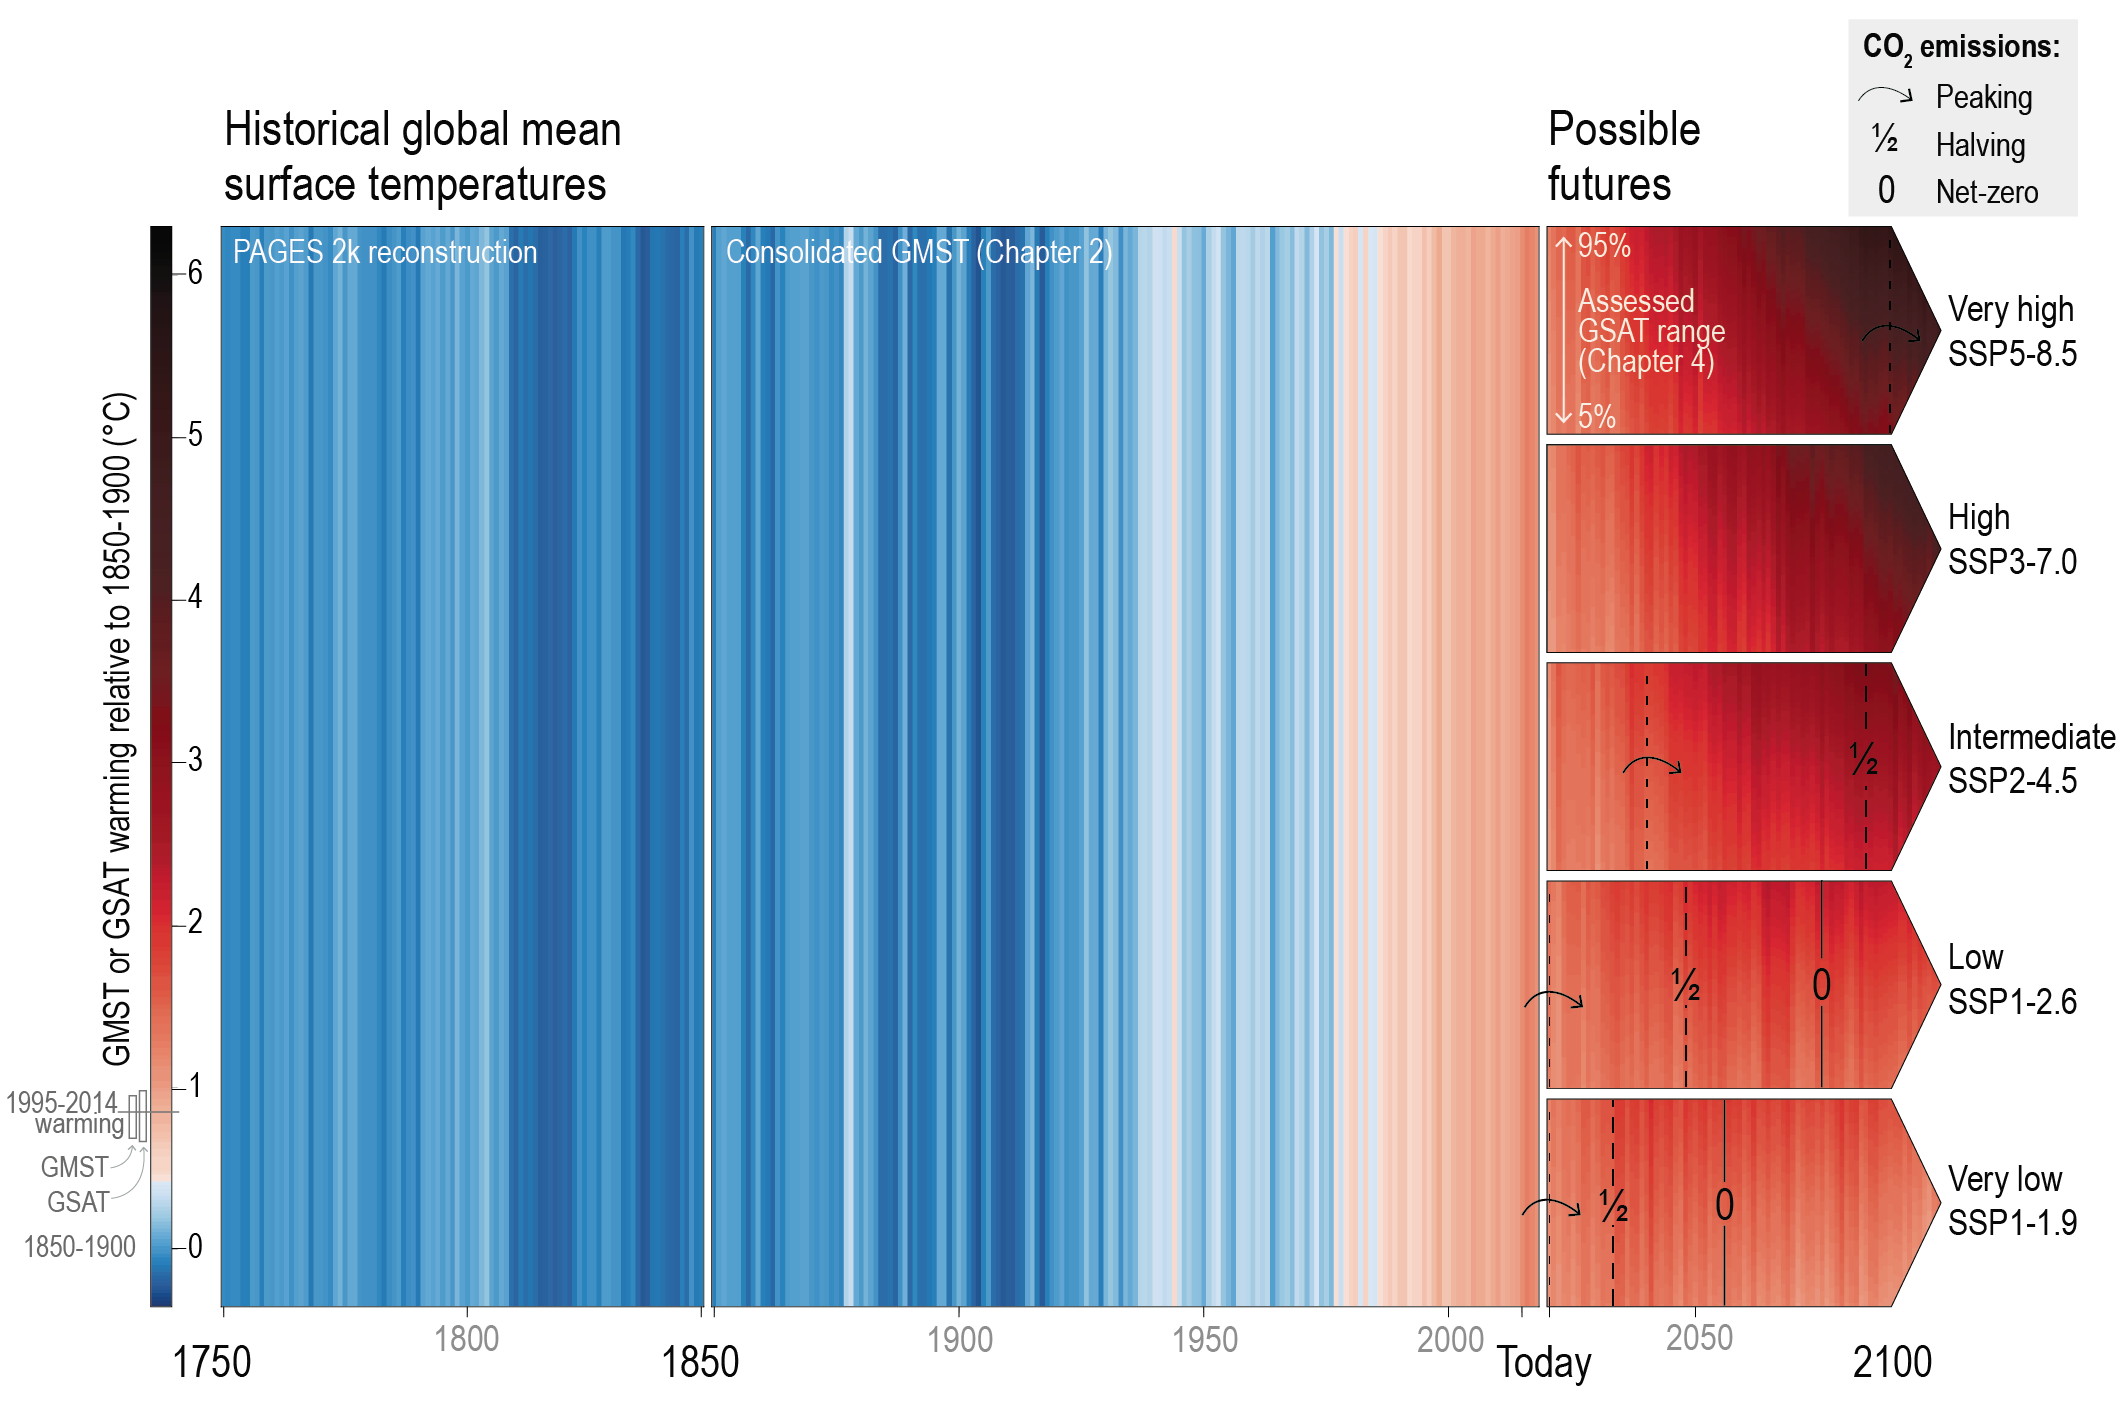 CO₂ emissions:
Peaking
½ Halving
0 Net-zero
Historical global mean
surface temperatures
Possible
futures
PAGES 2k reconstruction
Consolidated GMST (Chapter 2)
95%
Assessed
GSAT range
(Chapter 4)
5%
Very high
SSP5-8.5
High
SSP3-7.0
½
Intermediate
SSP2-4.5
½
0
Low
SSP1-2.6
½
0
Very low
SSP1-1.9
GMST or GSAT warming relative to 1850-1900 (°C)
6
5
4
3
2
1
0
1995-2014
warming
GMST
GSAT
1850-1900
1750
1800
1850
1900
1950
2000
Today
2050
2100